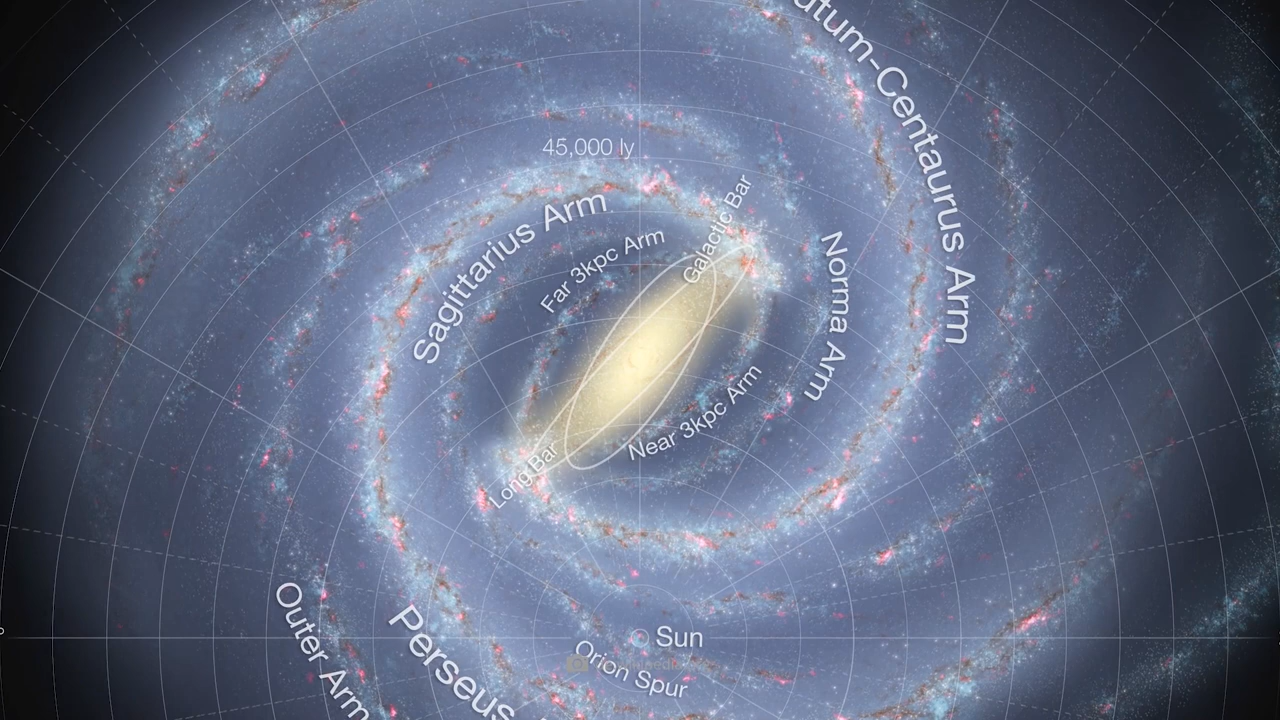 utum-Centaurus Arm
45,000 ly
Sagittarius Arm
Far 3kpc Arm
Galactic Bar
Norma Arm
Near 3kpc Arm
Long Bar
Outer Arm
Perseus
Sun
Orion Spur